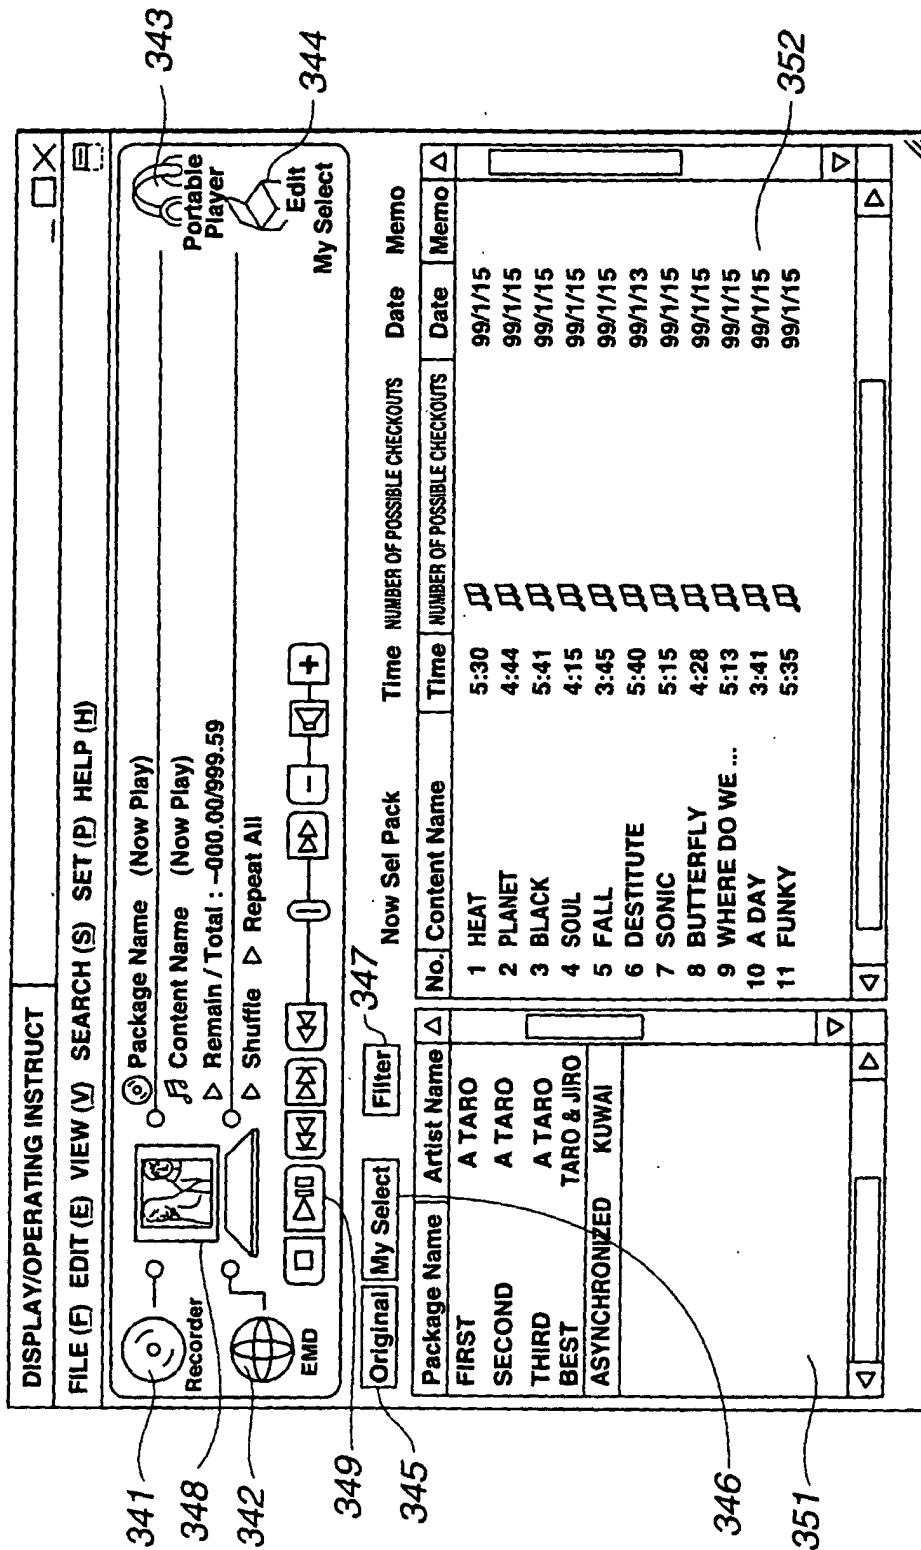 DISPLAY/OPERATING INSTRUCT
FILE (F) EDIT (E) VIEW (V) SEARCH (S) SET (P) HELP (H)
341
348
342
349
345
346
351
343
344
347
352
Recorder
EMD
Package Name (Now Play)
Content Name (Now Play)
Remain / Total : –000.00/999.59
Shuffle Repeat All
Portable
Player
Edit
My Select
Original My Select Filter
Now Sel Pack Time NUMBER OF POSSIBLE CHECKOUTS Date Memo
Package Name Artist Name
FIRST A TARO
SECOND A TARO
THIRD A TARO
BEST TARO & JIRO
ASYNCHRONIZED KUWAI
No. Content Name Time NUMBER OF POSSIBLE CHECKOUTS Date Memo
1 HEAT 5:30 99/1/15
2 PLANET 4:44 99/1/15
3 BLACK 5:41 99/1/15
4 SOUL 4:15 99/1/15
5 FALL 3:45 99/1/15
6 DESTITUTE 5:40 99/1/13
7 SONIC 5:15 99/1/15
8 BUTTERFLY 4:28 99/1/15
9 WHERE DO WE ... 5:13 99/1/15
10 A DAY 3:41 99/1/15
11 FUNKY 5:35 99/1/15